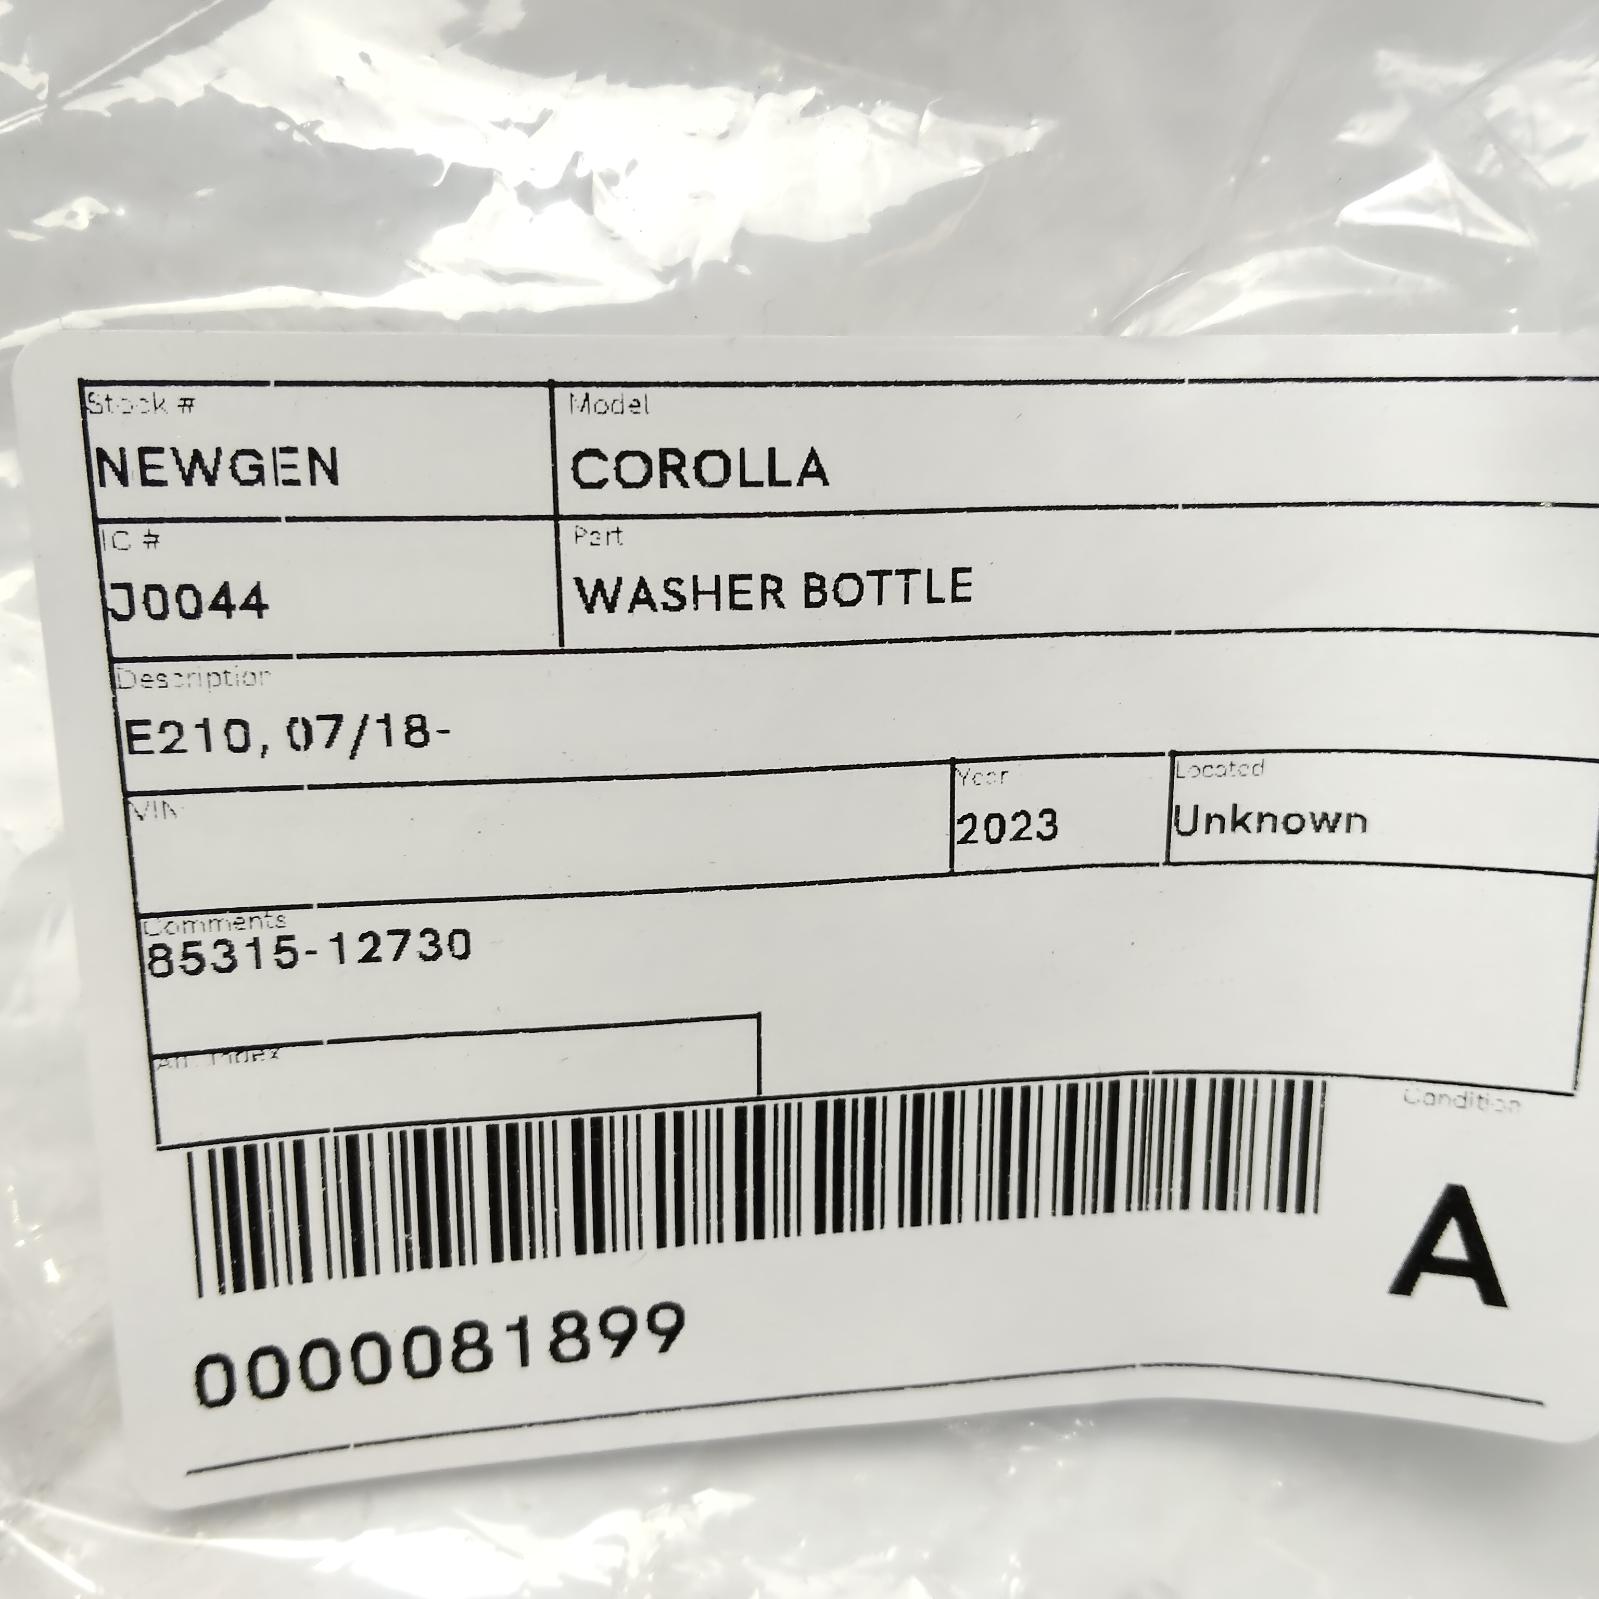 Stock # Model
NEWGEN COROLLA
IC # Part
J0044 WASHER BOTTLE
Description
E210, 07/18-
VIN Year Located
2023 Unknown
Comments
85315-12730
Index
Condition
A
0000081899